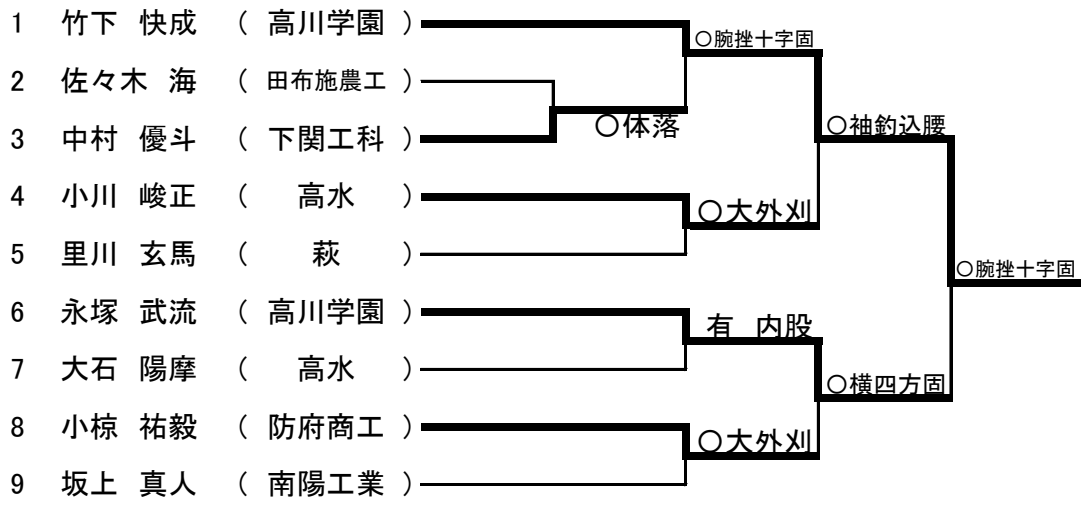 1 竹下 快成 ( 高川学園 )
○腕挫十字固
2 佐々木 海 ( 田布施農工 )
○体落
3 中村 優斗 ( 下関工科 )
○袖釣込腰
4 小川 峻正 ( 高水 )
○大外刈
5 里川 玄馬 ( 萩 )
○腕挫十字固
6 永塚 武流 ( 高川学園 )
有 内股
7 大石 陽摩 ( 高水 )
○横四方固
8 小椋 祐毅 ( 防府商工 )
○大外刈
9 坂上 真人 ( 南陽工業 )